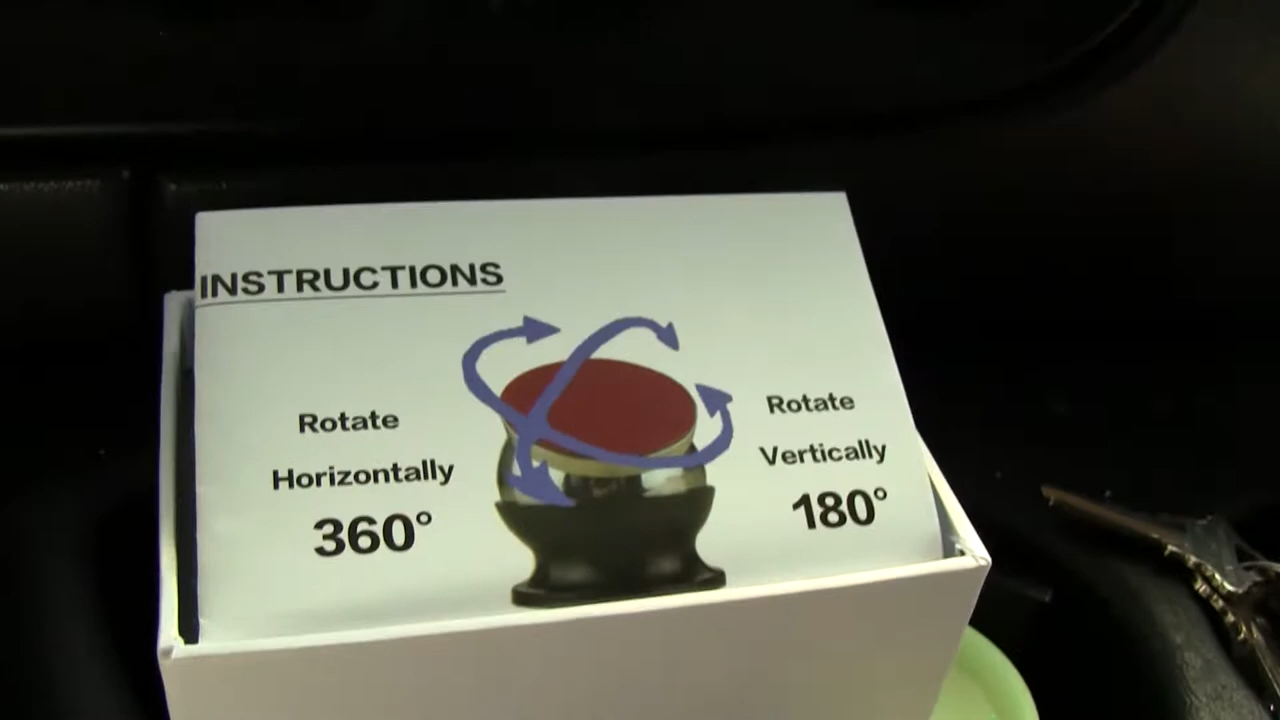 INSTRUCTIONS
Rotate
Horizontally
360°
Rotate
Vertically
180°